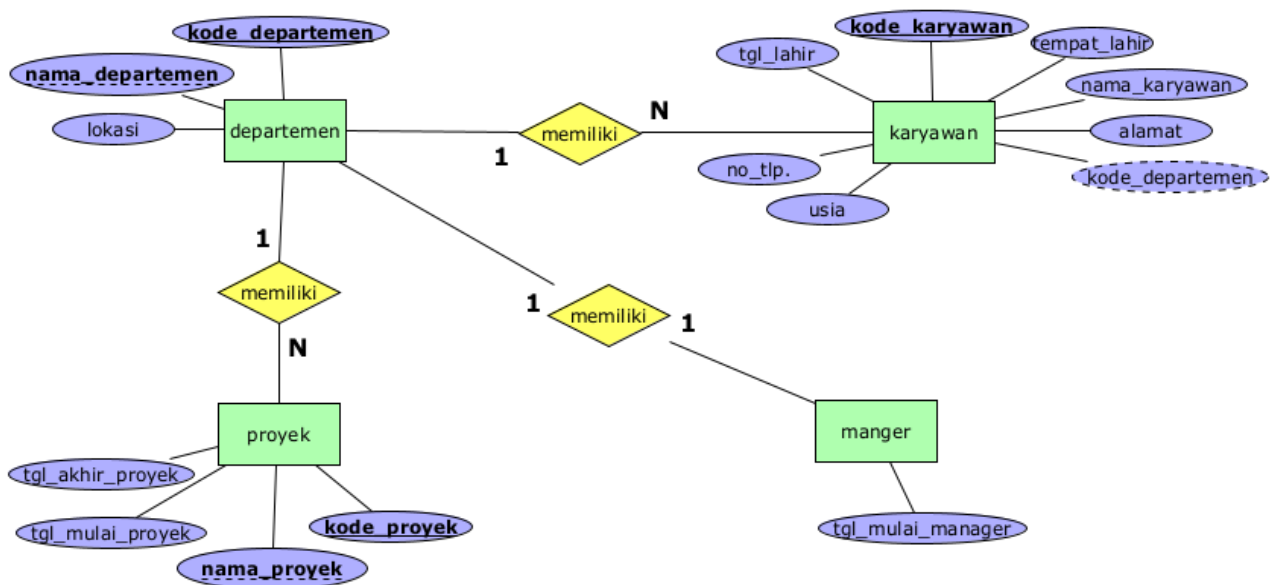 kode_departemen
nama_departemen
lokasi
departemen
1
memiliki
N
kode_karyawan
tgl_lahir
tempat_lahir
nama_karyawan
karyawan
alamat
no_tlp.
kode_departemen
usia
1
memiliki
N
1
memiliki
1
proyek
tgl_akhir_proyek
tgl_mulai_proyek
kode_proyek
nama_proyek
manger
tgl_mulai_manager